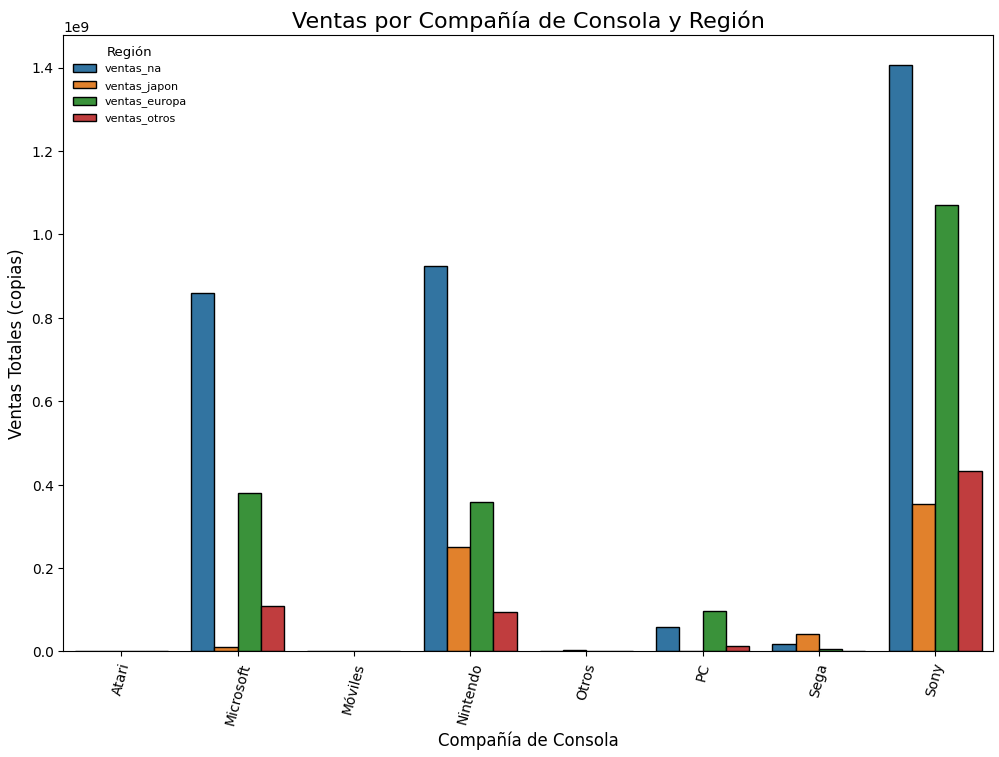 Ventas por Compañía de Consola y Región
1e9
Región
ventas_na
ventas_japon
ventas_europa
ventas_otros
1.4
1.2
1.0
0.8
0.6
0.4
0.2
0.0
Ventas Totales (copias)
Atari
Microsoft
Móviles
Nintendo
Otros
PC
Sega
Sony
Compañía de Consola